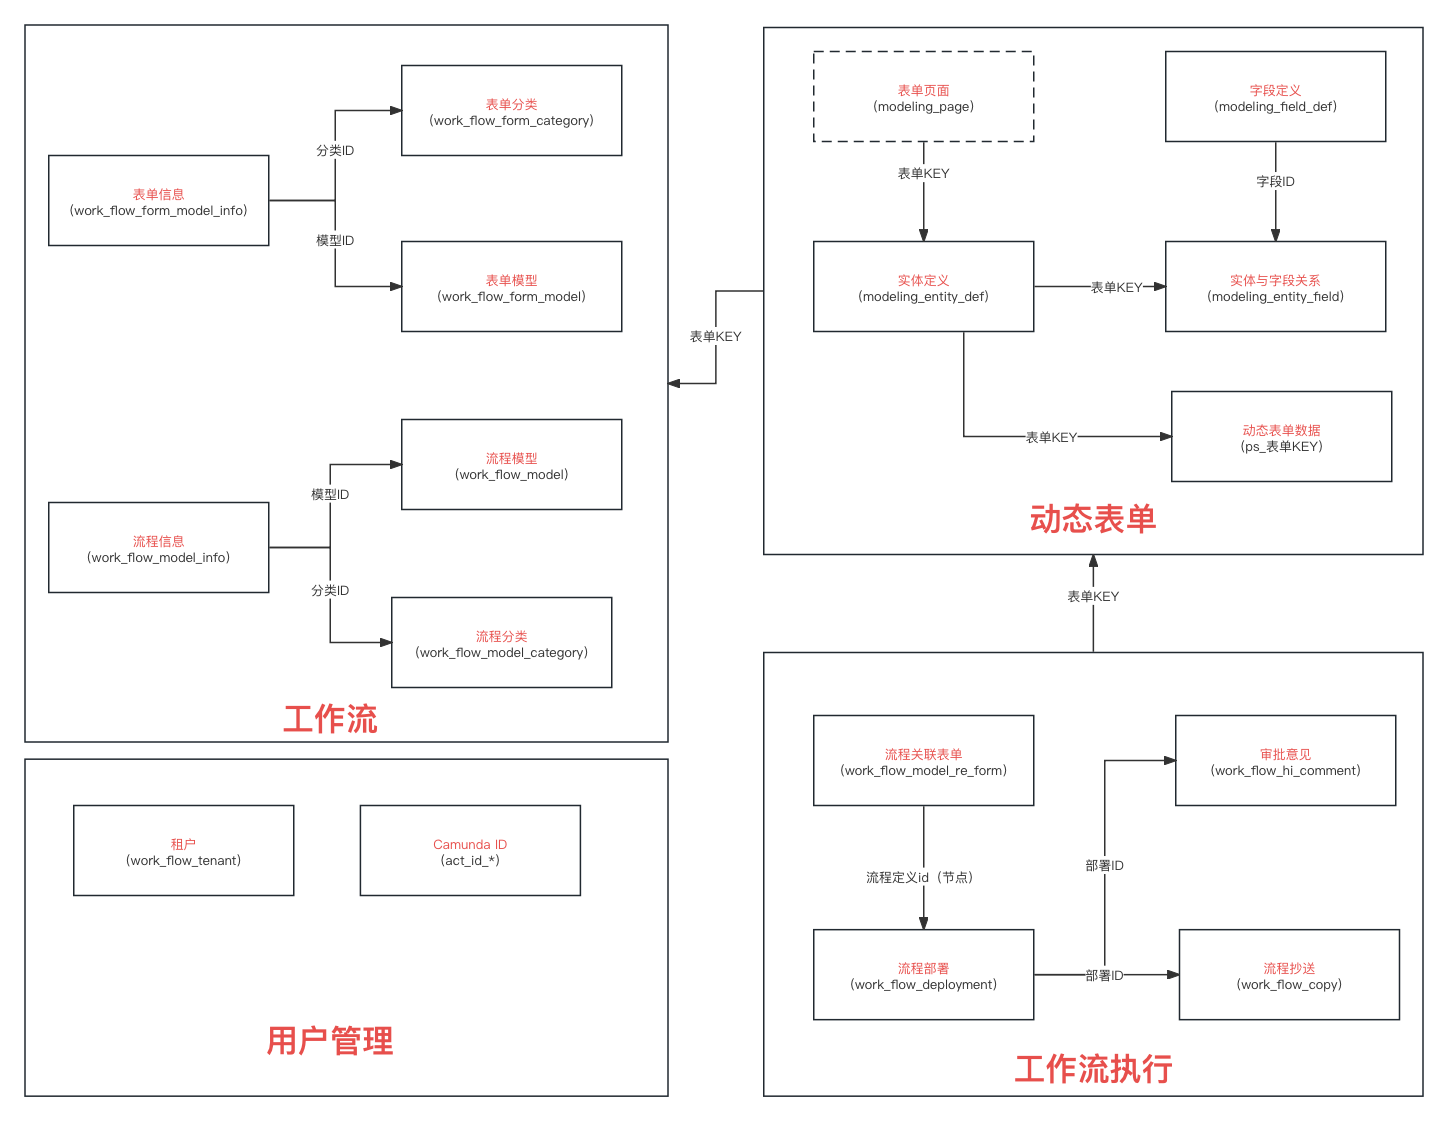 表单分类
(work_flow_form_category)
分类ID
表单信息
(work_flow_form_model_info)
模型ID
表单模型
(work_flow_form_model)
流程模型
(work_flow_model)
模型ID
流程信息
(work_flow_model_info)
分类ID
流程分类
(work_flow_model_category)
工作流
表单KEY
表单页面
(modeling_page)
字段定义
(modeling_field_def)
表单KEY
字段ID
实体定义
(modeling_entity_def)
表单KEY
实体与字段关系
(modeling_entity_field)
表单KEY
动态表单数据
(ps_表单KEY)
动态表单
表单KEY
租户
(work_flow_tenant)
Camunda ID
(act_id_*)
用户管理
流程关联表单
(work_flow_model_re_form)
审批意见
(work_flow_hi_comment)
流程定义id（节点）
部署ID
流程部署
(work_flow_deployment)
部署ID
流程抄送
(work_flow_copy)
工作流执行